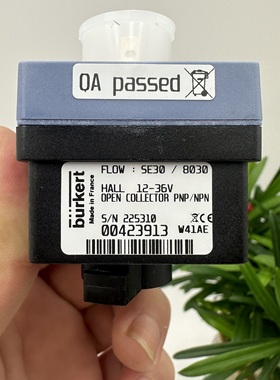 QA passed
bürkert
Made in France
FLOW : SE30 / 8030
HALL 12-36V
OPEN COLLECTOR PNP/NPN
S/N 225310
CE
00423913
W41AE